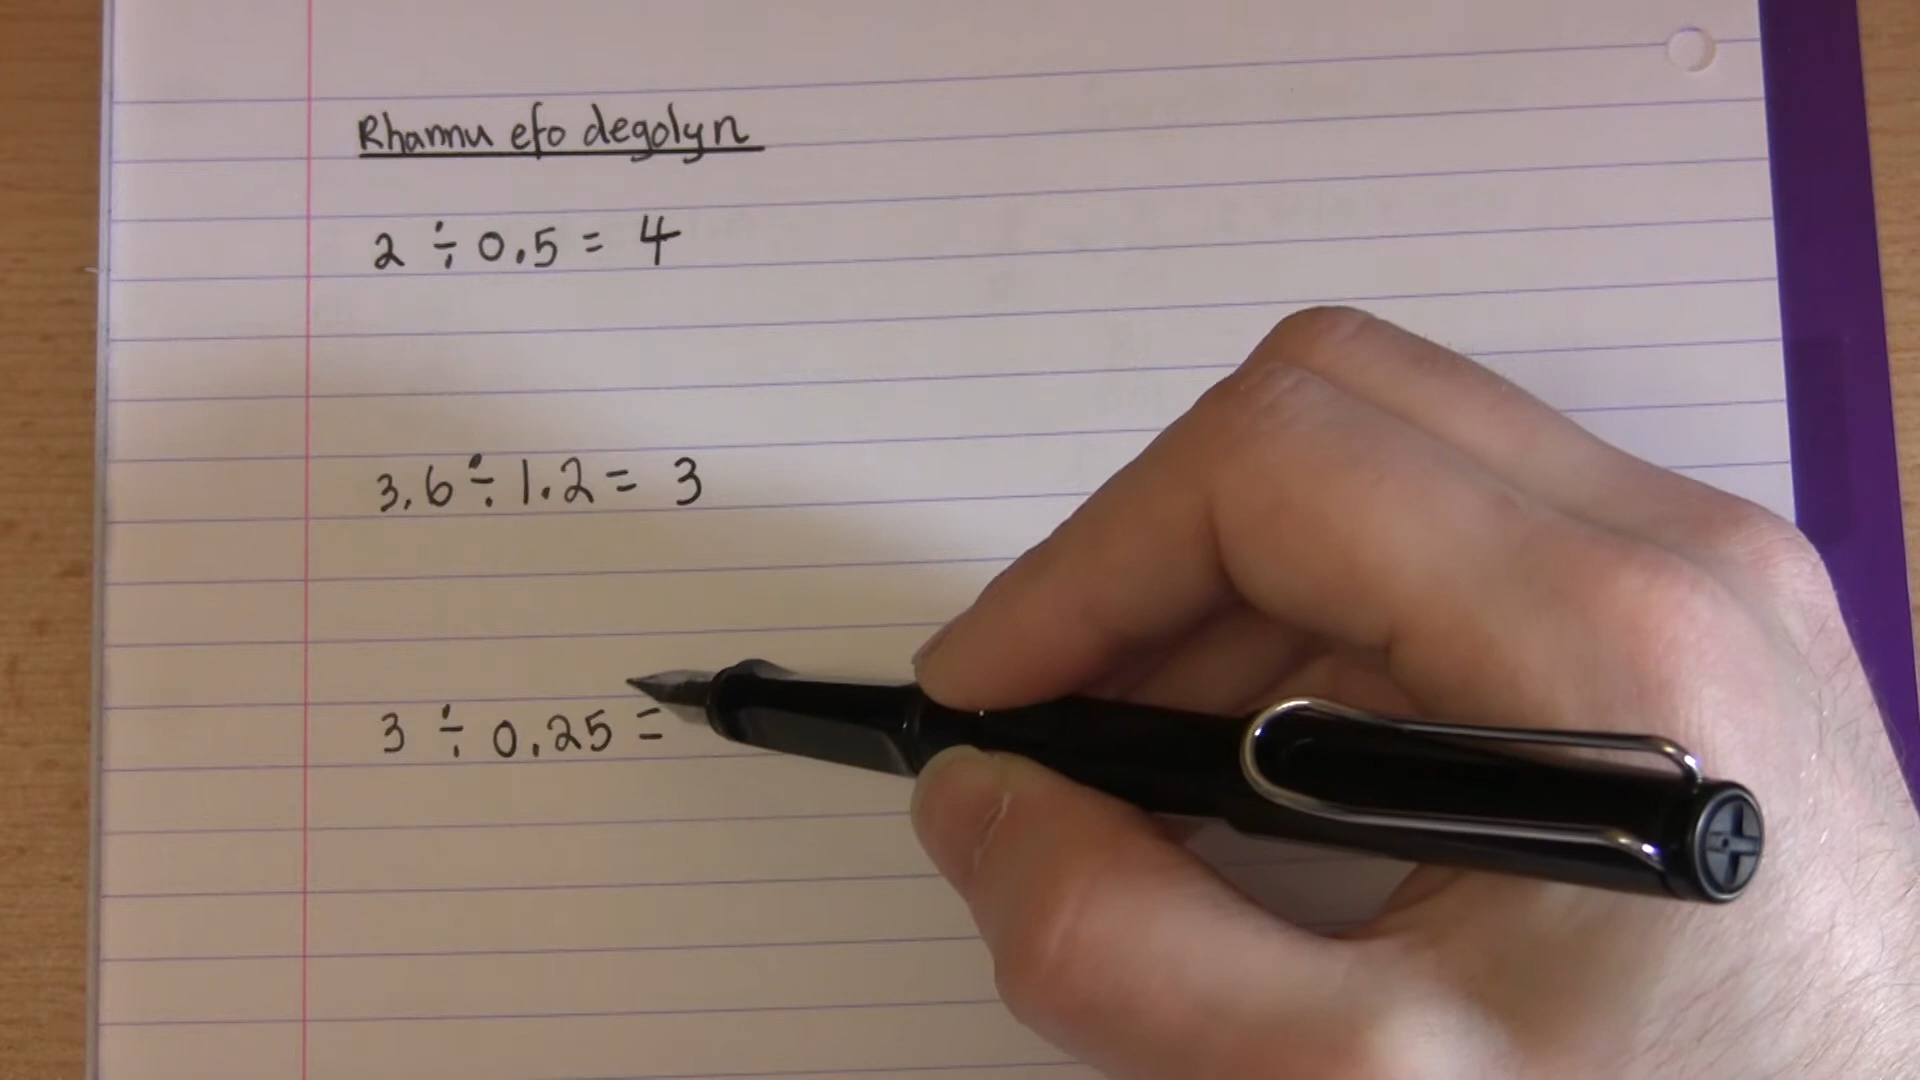 Rhannu efo degolyn
2 ÷ 0.5 = 4
3.6 ÷ 1.2 = 3
3 ÷ 0.25 =